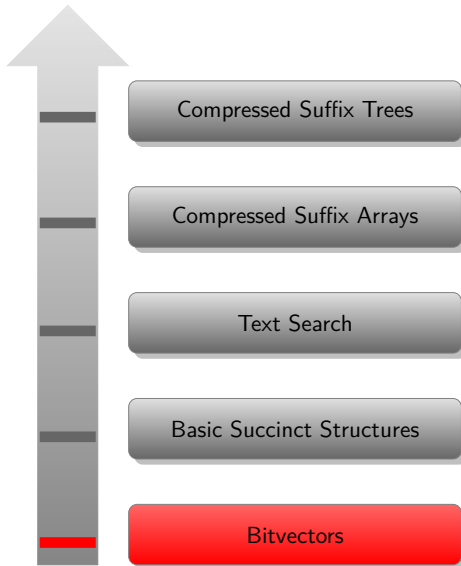 Compressed Suffix Trees
Compressed Suffix Arrays
Text Search
Basic Succinct Structures
Bitvectors